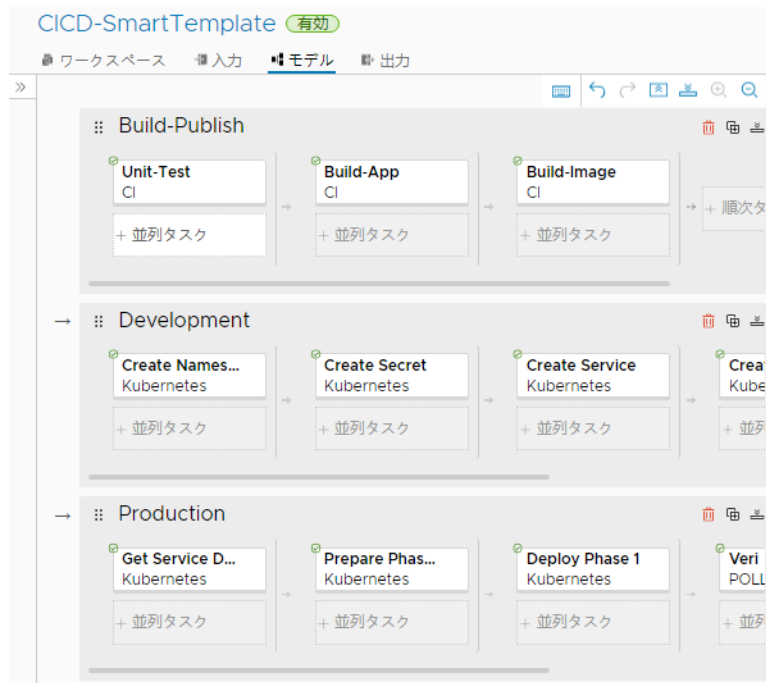 CICD-SmartTemplate 有効
ワークスペース 入力 モデル 出力
Build-Publish
Unit-Test Build-App Build-Image
CI CI CI
+ 並列タスク + 並列タスク + 並列タスク + 順次タ
Development
Create Names... Create Secret Create Service Crea
Kubernetes Kubernetes Kubernetes Kube
+ 並列タスク + 並列タスク + 並列タスク + 並列
Production
Get Service D... Prepare Phas... Deploy Phase 1 Veri
Kubernetes Kubernetes Kubernetes POLL
+ 並列タスク + 並列タスク + 並列タスク + 並列